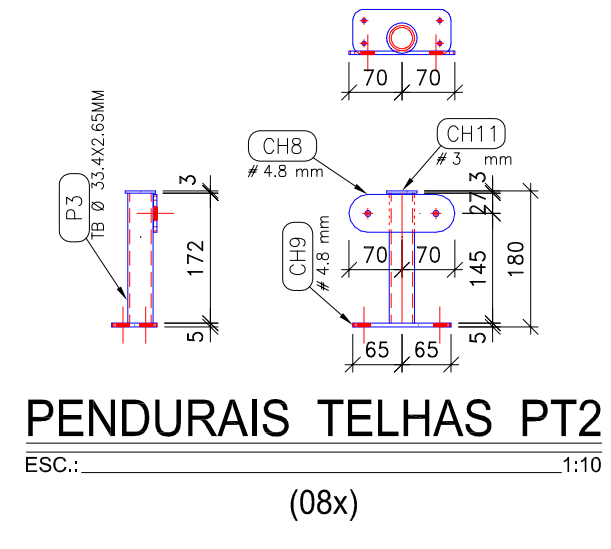 70 70
TB Ø 33.4X2.65MM
P3
3
172
5
CH8
# 4.8 mm
CH11
# 3 mm
3
27
CH9
# 4.8 mm
70 70
145
180
65 65
5
PENDURAIS TELHAS PT2
ESC.: 1:10
(08x)